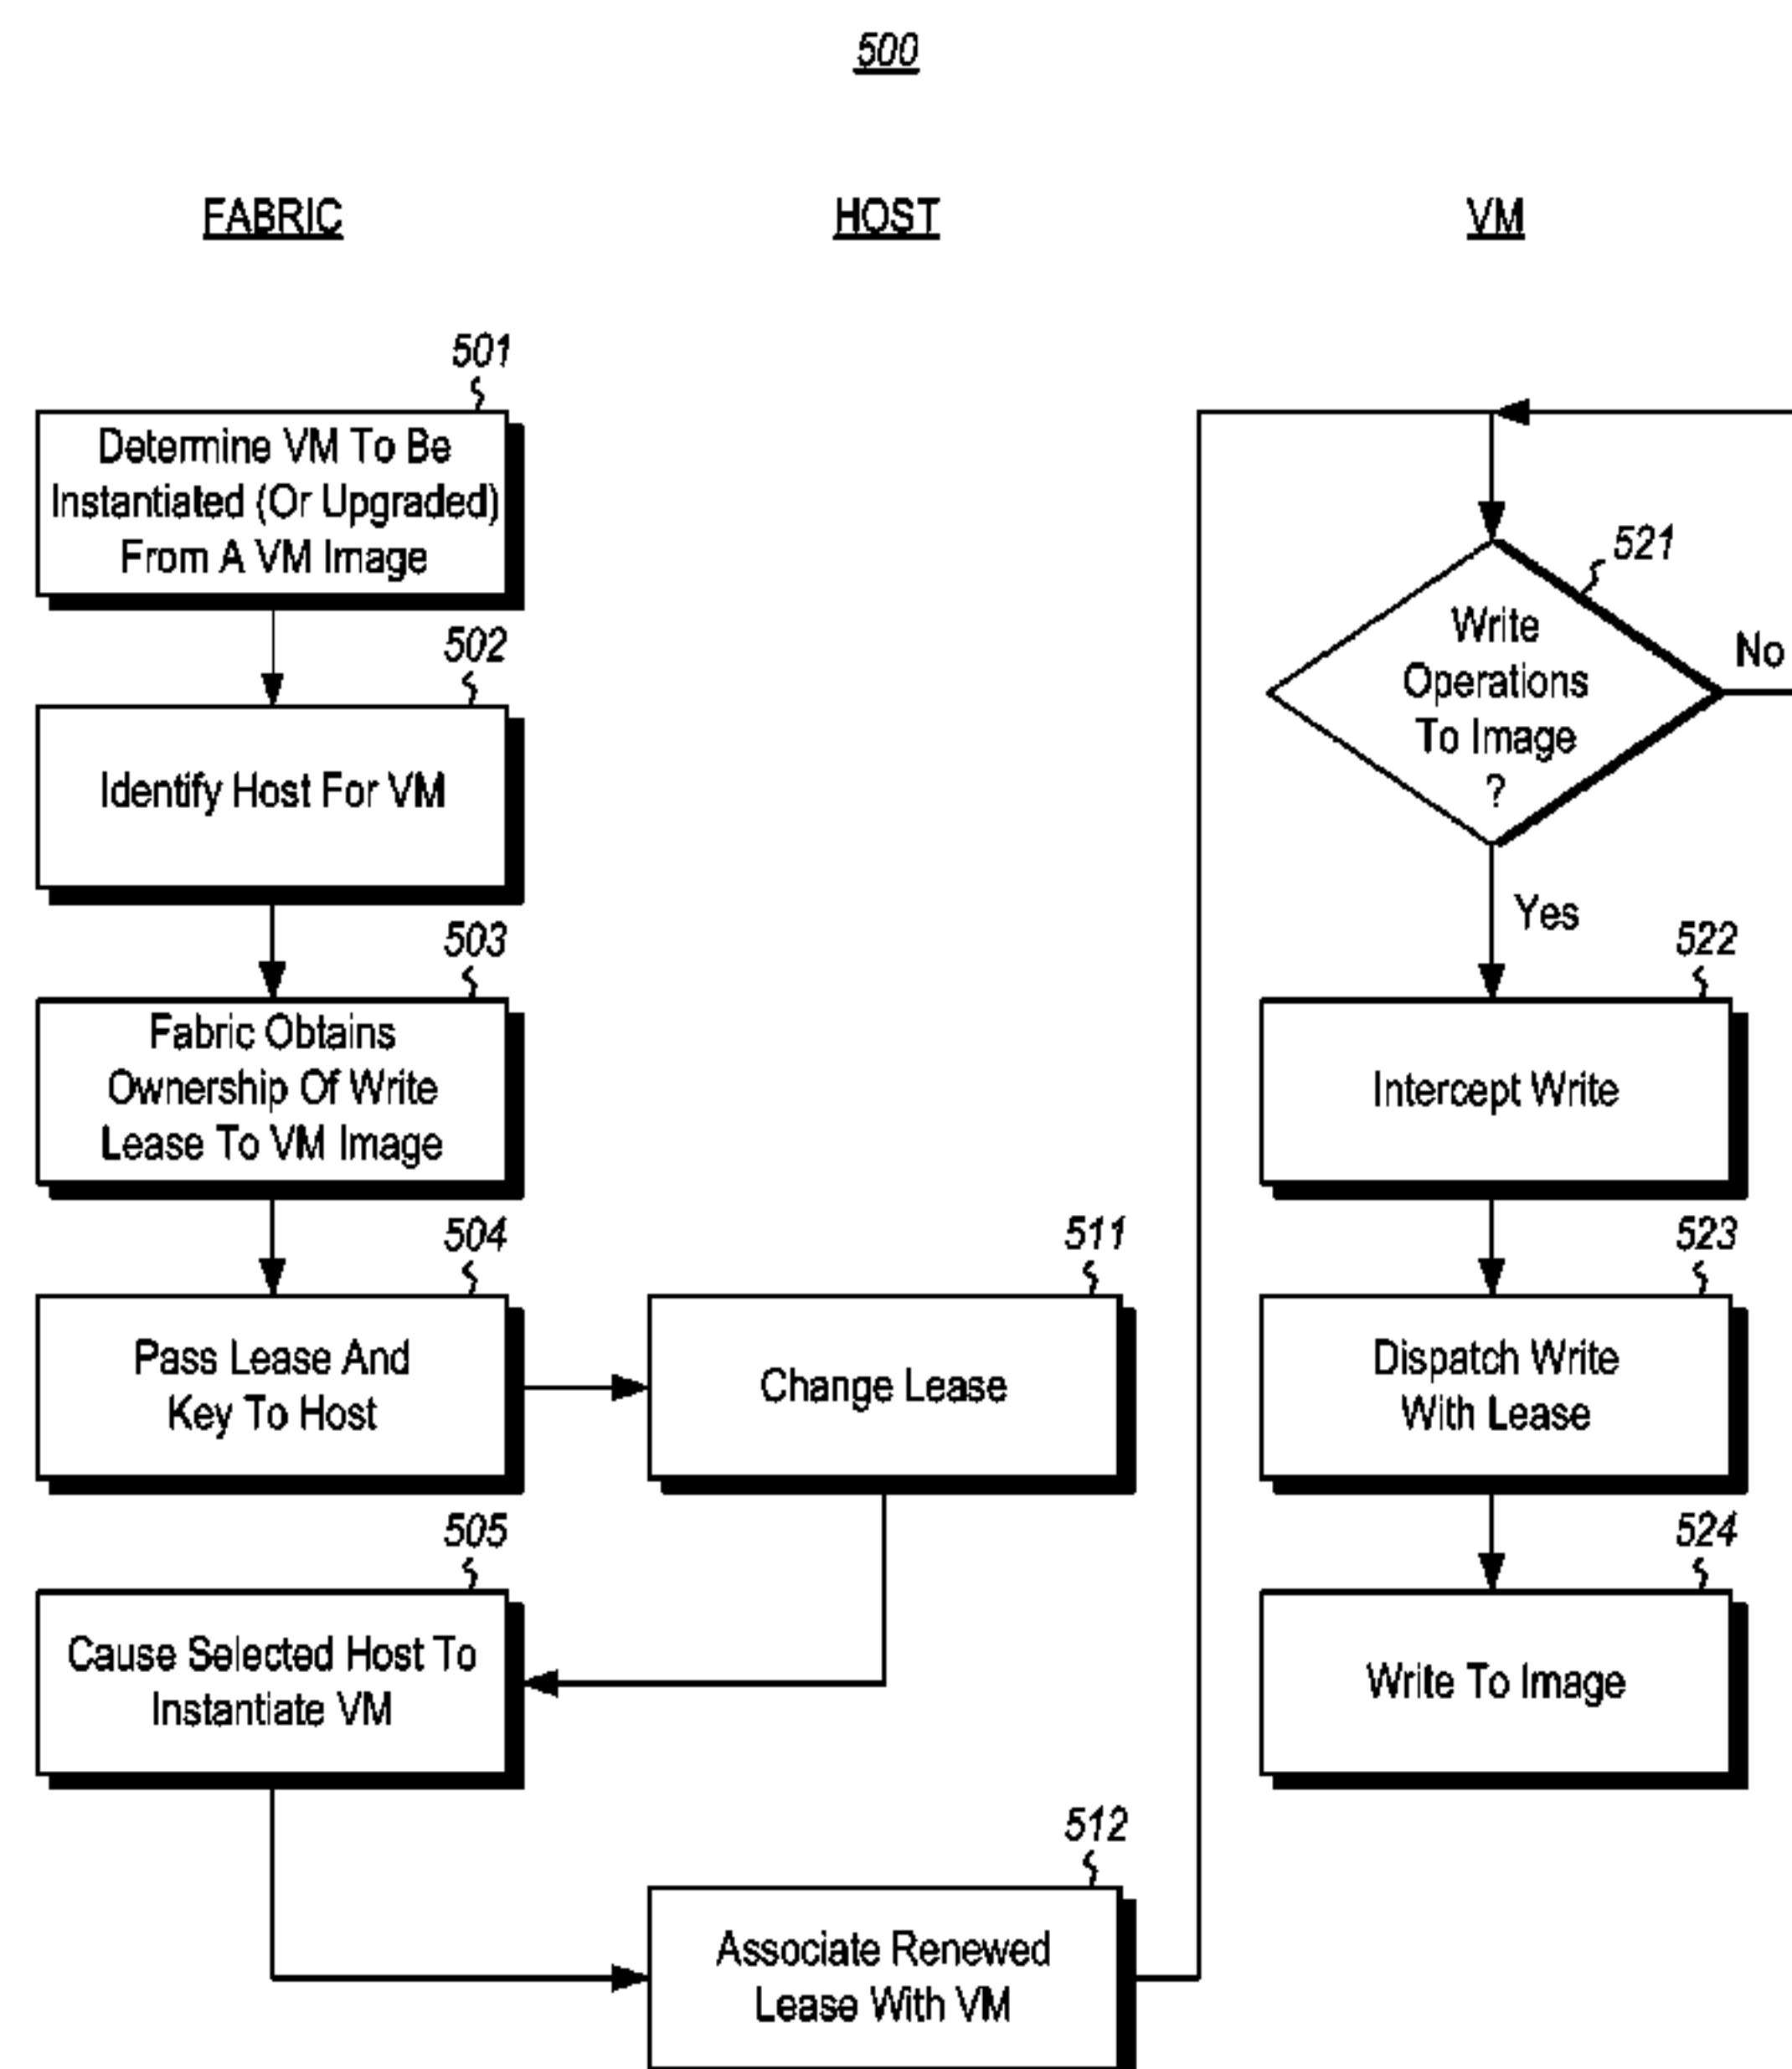 500
FABRIC
HOST
VM
501
Determine VM To Be
Instantiated (Or Upgraded)
From A VM Image
502
Identify Host For VM
503
Fabric Obtains
Ownership Of Write
Lease To VM Image
504
Pass Lease And
Key To Host
511
Change Lease
505
Cause Selected Host To
Instantiate VM
512
Associate Renewed
Lease With VM
521
Write
Operations
To Image
?
No
Yes
522
Intercept Write
523
Dispatch Write
With Lease
524
Write To Image